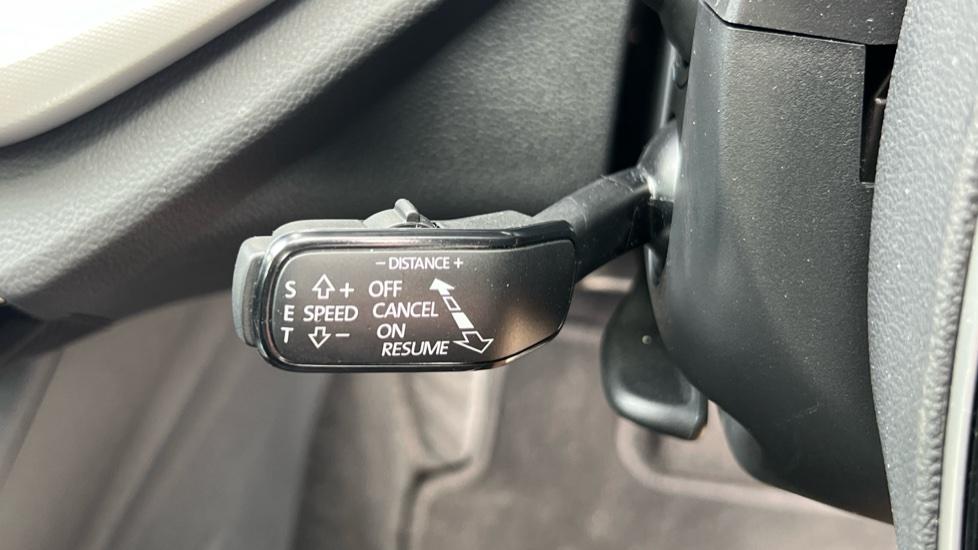 − DISTANCE +
S + OFF
E SPEED CANCEL
T − ON
RESUME